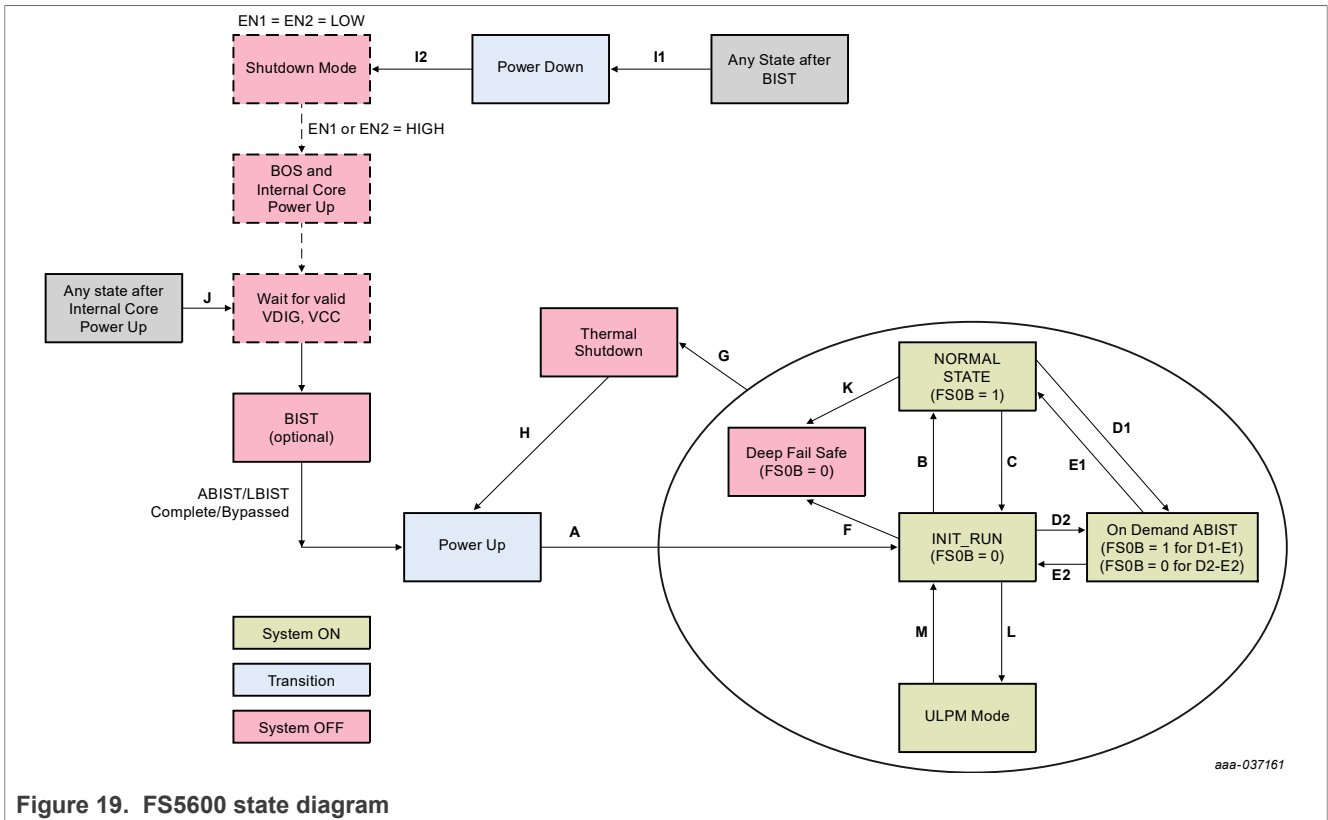 EN1 = EN2 = LOW
Shutdown Mode
I2
Power Down
I1
Any State after
BIST
EN1 or EN2 = HIGH
BOS and
Internal Core
Power Up
Any state after
Internal Core
Power Up
J
Wait for valid
VDIG, VCC
Thermal
Shutdown
G
NORMAL
STATE
(FS0B = 1)
K
D1
BIST
(optional)
H
Deep Fail Safe
(FS0B = 0)
B
C
E1
ABIST/LBIST
Complete/Bypassed
Power Up
A
F
INIT_RUN
(FS0B = 0)
D2
E2
On Demand ABIST
(FS0B = 1 for D1-E1)
(FS0B = 0 for D2-E2)
System ON
M
L
Transition
ULPM Mode
System OFF
aaa-037161
Figure 19. FS5600 state diagram